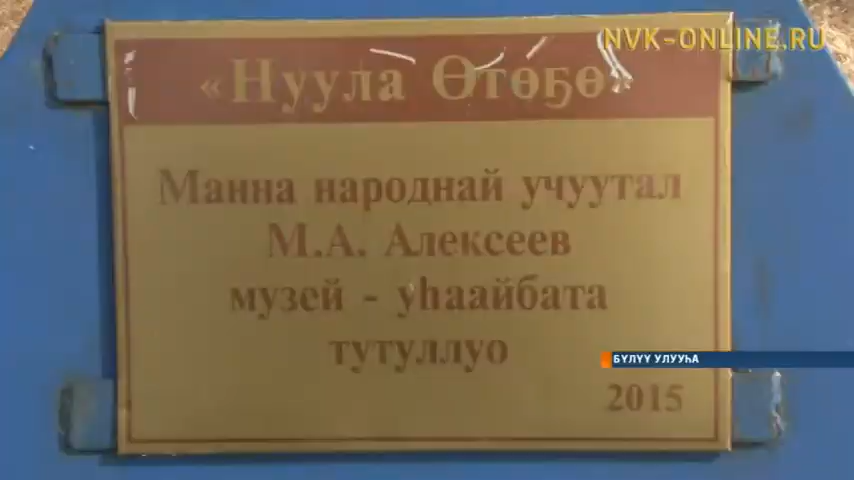 NVK-ONLINE.RU
«Нуула Өтөҕө»
Манна народнай учуутал
М.А. Алексеев
музей - уһаайбата
тутуллуо
БҮЛҮҮ УЛУУҺА
2015